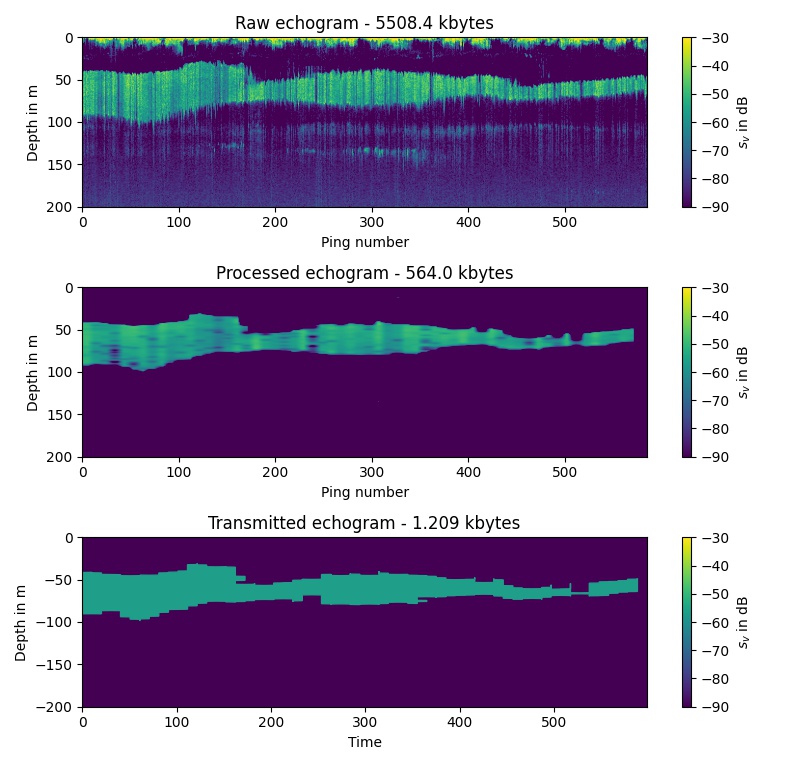 Raw echogram - 5508.4 kbytes
0
50
100
150
200
Depth in m
0 100 200 300 400 500
Ping number
−30
−40
−50
−60
−70
−80
−90
sv in dB
Processed echogram - 564.0 kbytes
0
50
100
150
200
Depth in m
0 100 200 300 400 500
Ping number
−30
−40
−50
−60
−70
−80
−90
sv in dB
Transmitted echogram - 1.209 kbytes
0
−50
−100
−150
−200
Depth in m
0 100 200 300 400 500
Time
−30
−40
−50
−60
−70
−80
−90
sv in dB